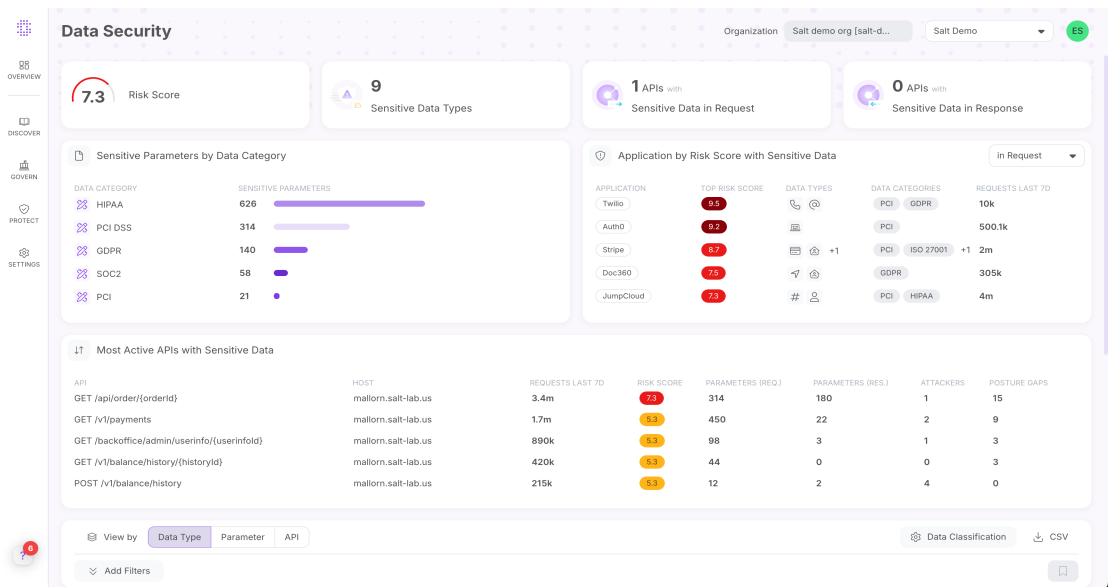 Data Security
Organization
Salt demo org [salt-d...
Salt Demo
ES
OVERVIEW
DISCOVER
GOVERN
PROTECT
SETTINGS
6
?
7.3
Risk Score
9
Sensitive Data Types
1 APIs with
Sensitive Data in Request
0 APIs with
Sensitive Data in Response
Sensitive Parameters by Data Category
DATA CATEGORY SENSITIVE PARAMETERS
HIPAA 626
PCI DSS 314
GDPR 140
SOC2 58
PCI 21
Application by Risk Score with Sensitive Data
in Request
APPLICATION TOP RISK SCORE DATA TYPES DATA CATEGORIES REQUESTS LAST 7D
Twilio 9.5 PCI GDPR 10k
Auth0 9.2 PCI 500.1k
Stripe 8.7 +1 PCI ISO 27001 +1 2m
Doc360 7.5 GDPR 305k
JumpCloud 7.3 PCI HIPAA 4m
Most Active APIs with Sensitive Data
API HOST REQUESTS LAST 7D RISK SCORE PARAMETERS (REQ.) PARAMETERS (RES.) ATTACKERS POSTURE GAPS
GET /api/order/{orderId} mallorn.salt-lab.us 3.4m 7.3 314 180 1 15
GET /v1/payments mallorn.salt-lab.us 1.7m 5.3 450 22 2 9
GET /backoffice/admin/userinfo/{userinfoId} mallorn.salt-lab.us 890k 5.3 98 3 1 3
GET /v1/balance/history/{historyId} mallorn.salt-lab.us 420k 5.3 44 0 0 3
POST /v1/balance/history mallorn.salt-lab.us 215k 5.3 12 2 4 0
View by Data Type Parameter API
Data Classification
CSV
Add Filters